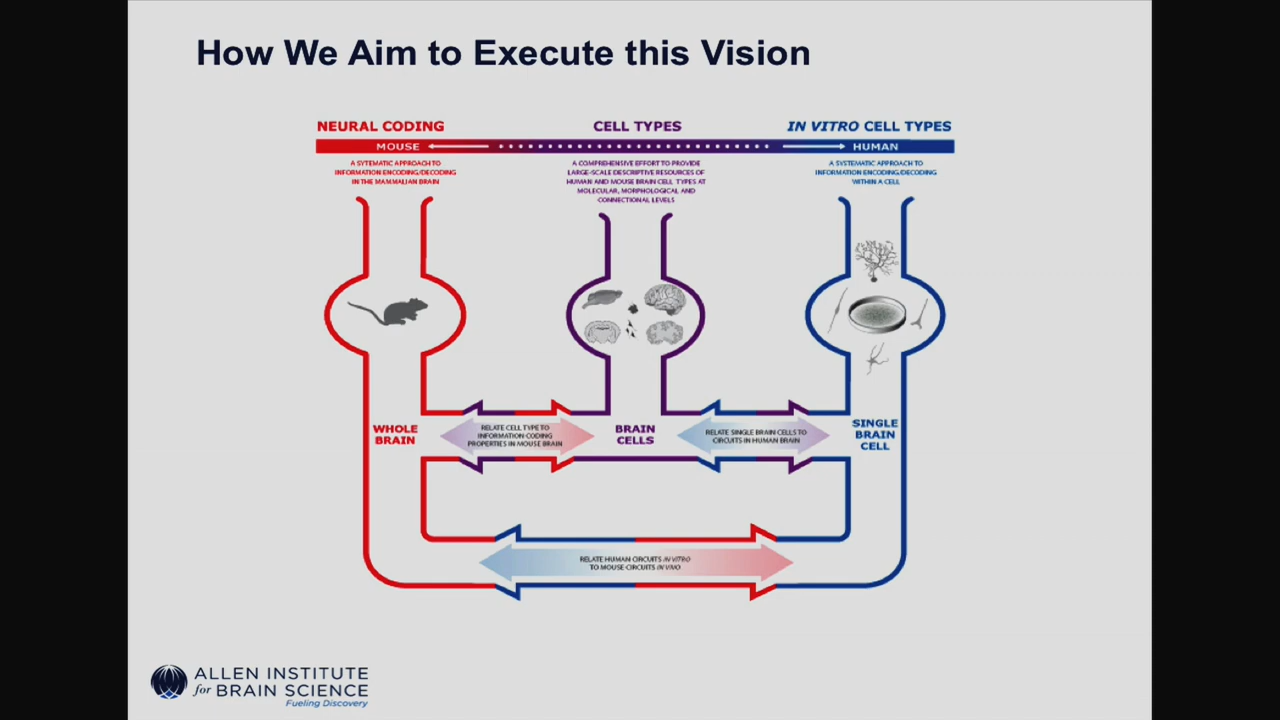 How We Aim to Execute this Vision
NEURAL CODING
CELL TYPES
IN VITRO CELL TYPES
MOUSE
HUMAN
A SYTEMATIC APPROACH TO
INFORMATION ENCODING/DECODING
IN THE MAMMALIAN BRAIN
A COMPREHENSIVE EFFORT TO PROVIDE
LARGE-SCALE DESCRIPTIVE RESOURCES OF
HUMAN AND MOUSE BRAIN CELL TYPES AT
MOLECULAR, MORPHOLOGICAL AND
CONNECTIONAL LEVELS
A SYSTEMATIC APPROACH TO
INFORMATION ENCODING/DECODING
WITHIN A CELL
WHOLE
BRAIN
RELATE CELL TYPE TO
INFORMATION CODING
PROPERTIES IN MOUSE BRAIN
BRAIN
CELLS
RELATE SINGLE BRAIN CELLS TO
CIRCUITS IN HUMAN BRAIN
SINGLE
BRAIN
CELL
RELATE HUMAN CIRCUITS IN VITRO
TO MOUSE CIRCUITS IN VIVO
ALLEN INSTITUTE
for BRAIN SCIENCE
Fueling Discovery